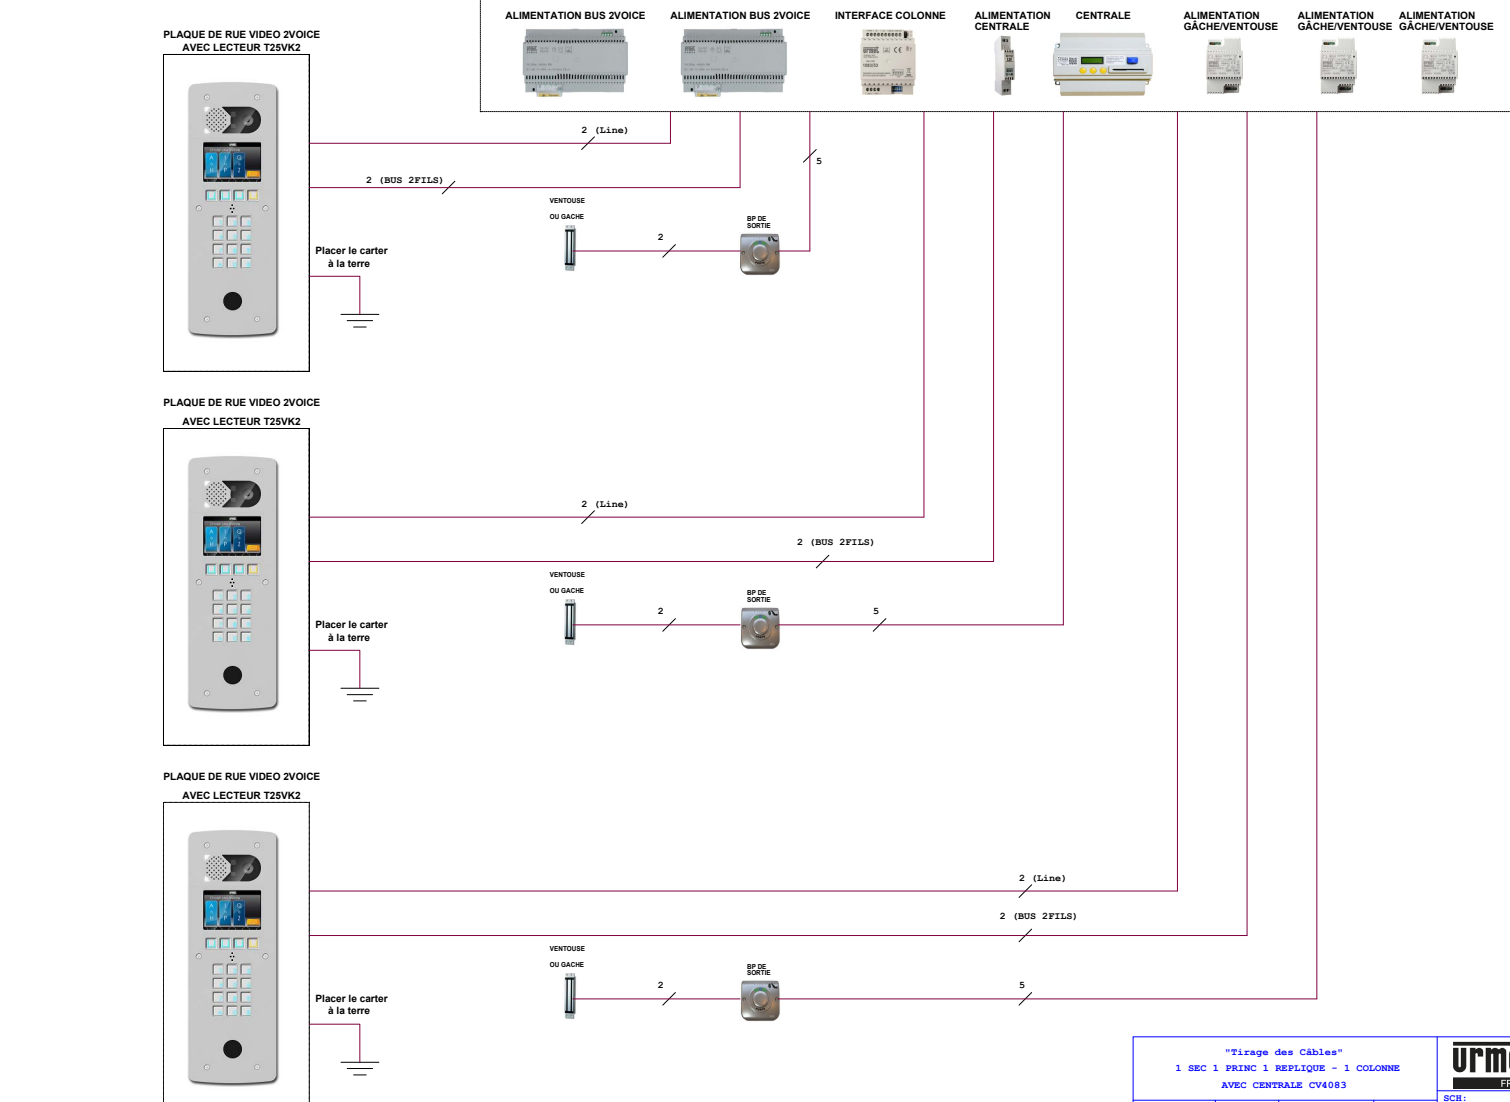 ALIMENTATION BUS 2VOICE
ALIMENTATION BUS 2VOICE
INTERFACE COLONNE
ALIMENTATION
CENTRALE
CENTRALE
ALIMENTATION
GÂCHE/VENTOUSE
ALIMENTATION
GÂCHE/VENTOUSE
ALIMENTATION
GÂCHE/VENTOUSE
PLAQUE DE RUE VIDEO 2VOICE
AVEC LECTEUR T25VK2
2 (Line)
5
2 (BUS 2FILS)
VENTOUSE
OU GACHE
2
BP DE
SORTIE
Placer le carter
à la terre
PLAQUE DE RUE VIDEO 2VOICE
AVEC LECTEUR T25VK2
2 (Line)
2 (BUS 2FILS)
VENTOUSE
OU GACHE
2
BP DE
SORTIE
5
Placer le carter
à la terre
PLAQUE DE RUE VIDEO 2VOICE
AVEC LECTEUR T25VK2
2 (Line)
2 (BUS 2FILS)
VENTOUSE
OU GACHE
2
BP DE
SORTIE
5
Placer le carter
à la terre
"Tirage des Câbles"
1 SEC 1 PRINC 1 REPLIQUE - 1 COLONNE
AVEC CENTRALE CV4083
SCH: